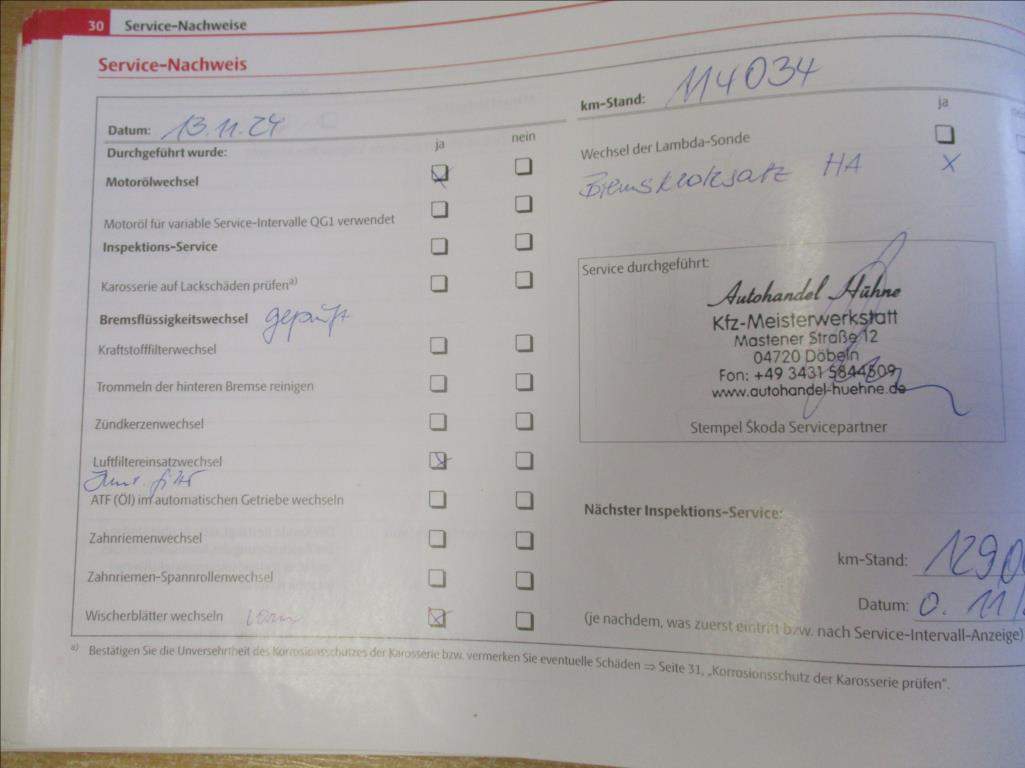 30 Service-Nachweise
Service-Nachweis
Datum: 13.11.24
km-Stand: 114034
Durchgeführt wurde:
ja nein
Motorölwechsel
Motoröl für variable Service-Intervalle QG1 verwendet
Inspektions-Service
Karosserie auf Lackschäden prüfen a)
Bremsflüssigkeitswechsel geprüft
Kraftstofffilterwechsel
Trommeln der hinteren Bremse reinigen
Zündkerzenwechsel
Luftfiltereinsatzwechsel
ATF (Öl) im automatischen Getriebe wechseln
Zahnriemenwechsel
Zahnriemen-Spannrollenwechsel
Wischerblätter wechseln vorn
ja
Wechsel der Lambda-Sonde
Bremsklotzsatz HA X
Service durchgeführt:
Autohandel Hühne
Kfz-Meisterwerkstatt
Mastener Straße 12
04720 Döbeln
Fon: +49 3431 5844509
www.autohandel-huehne.de
Stempel Škoda Servicepartner
Nächster Inspektions-Service:
km-Stand: 1290
Datum: 0. 11/
(je nachdem, was zuerst eintritt bzw. nach Service-Intervall-Anzeige)
a) Bestätigen Sie die Unversehrtheit des Korrosionsschutzes der Karosserie bzw. vermerken Sie eventuelle Schäden ⇒ Seite 31, „Korrosionsschutz der Karosserie prüfen“.